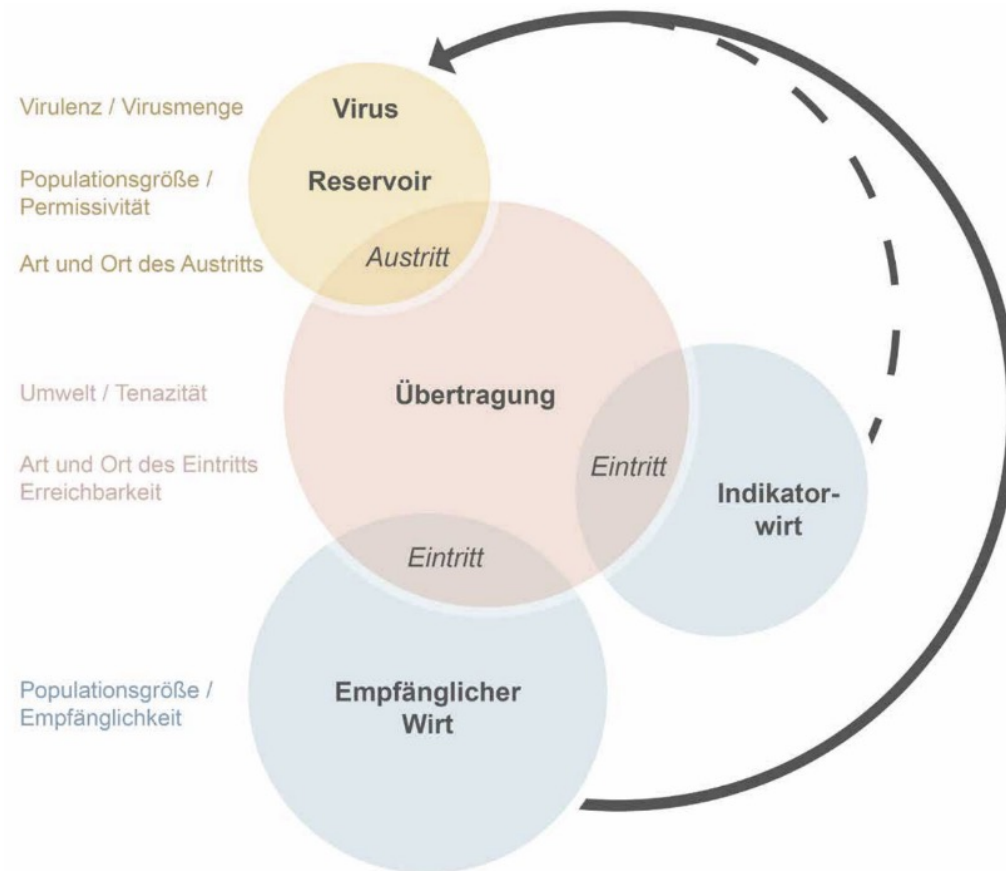 Virulenz / Virusmenge
Virus
Populationsgröße /
Permissivität
Reservoir
Art und Ort des Austritts
Austritt
Umwelt / Tenazität
Übertragung
Art und Ort des Eintritts
Erreichbarkeit
Eintritt
Indikator-
wirt
Eintritt
Populationsgröße /
Empfänglichkeit
Empfänglicher
Wirt